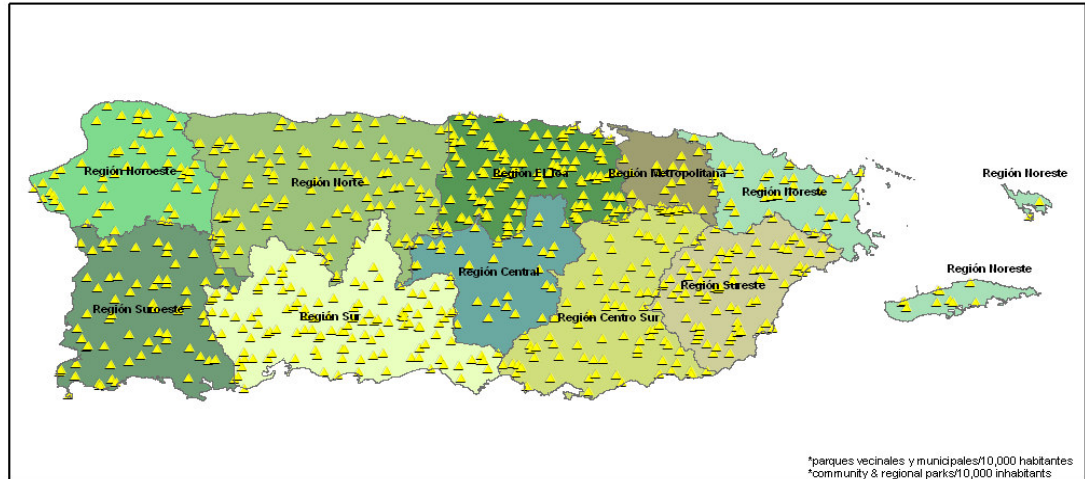 Región Noroeste
Región Norte
Región El Toa
Región Metropolitana
Región Noreste
Región Noreste
Región Central
Región Noreste
Región Suroeste
Región Sur
Región Centro Sur
Región Sureste
*parques vecinales y municipales/10,000 habitantes
*community & regional parks/10,000 inhabitants